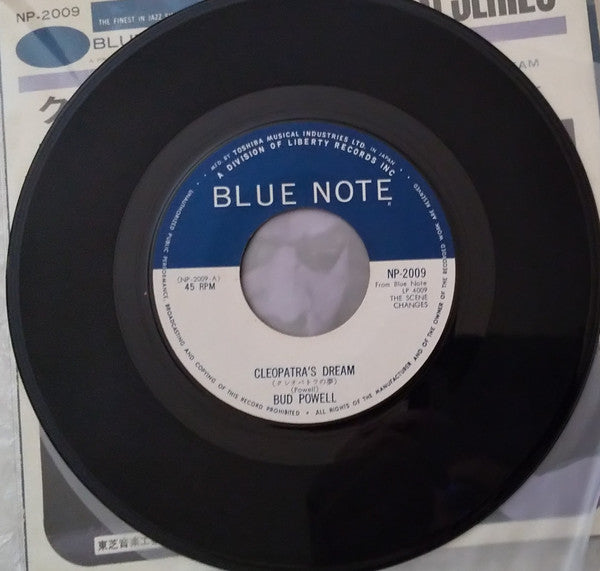 NP-2009
THE FINEST IN JAZZ
SERIES
BLUE
ク
MFD. BY TOSHIBA MUSICAL INDUSTRIES LTD. IN JAPAN
A DIVISION OF LIBERTY RECORDS INC.
BLUE NOTE
(NP-2009-A)
45 RPM
NP-2009
From Blue Note
LP 4009
THE SCENE
CHANGES
CLEOPATRA'S DREAM
(クレオパトラの夢)
(Powell)
BUD POWELL
UNAUTHORIZED PUBLIC PERFORMANCE, BROADCASTING AND COPYING OF THIS RECORD PROHIBITED • ALL RIGHTS OF THE MANUFACTURER AND OF THE OWNER OF THE RECORDED WORK ARE RESERVED
東芝音楽工